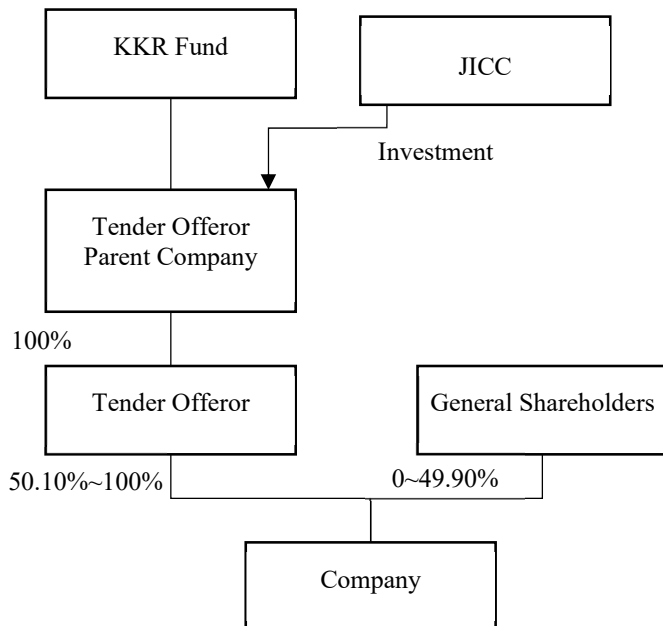 KKR Fund
JICC
Investment
Tender Offeror
Parent Company
100%
Tender Offeror
General Shareholders
50.10%~100%
0~49.90%
Company